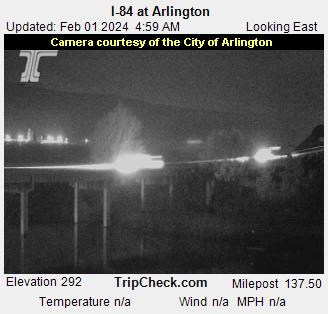 I-84 at Arlington
Updated: Feb 01 2024 4:59 AM Looking East
Camera courtesy of the City of Arlington
Elevation 292 TripCheck.com Milepost 137.50
Temperature n/a Wind n/a MPH n/a